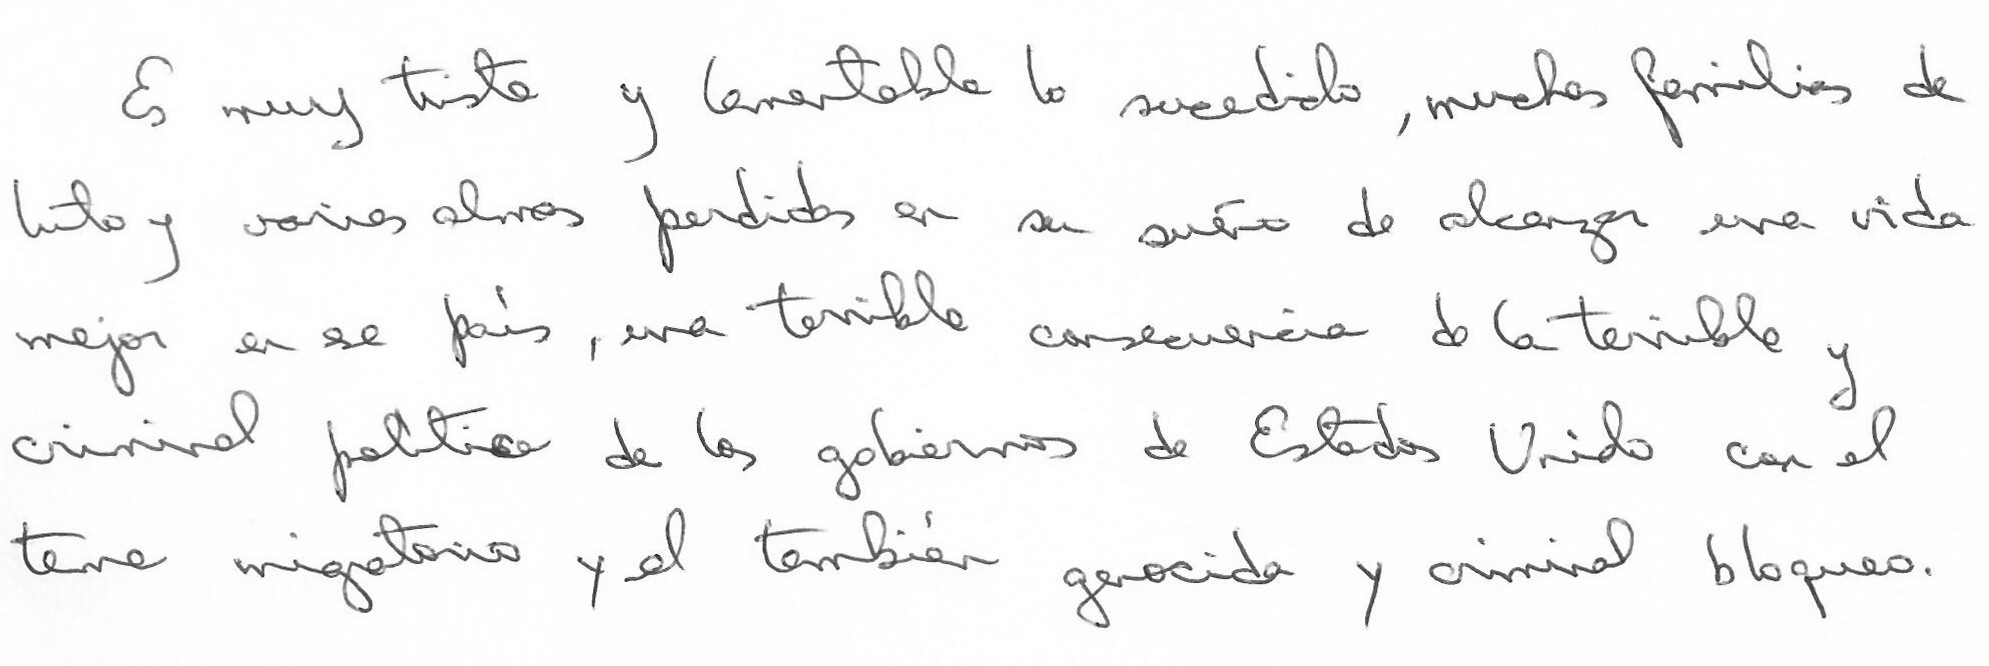 Es muy triste y lamentable lo sucedido, muchas familias de
luto y varias almas perdidas en su sueño de alcanzar una vida
mejor en ese país, una terrible consecuencia de la terrible y
criminal política de los gobiernos de Estados Unido con el
tema migratorio y el también genocida y criminal bloqueo.